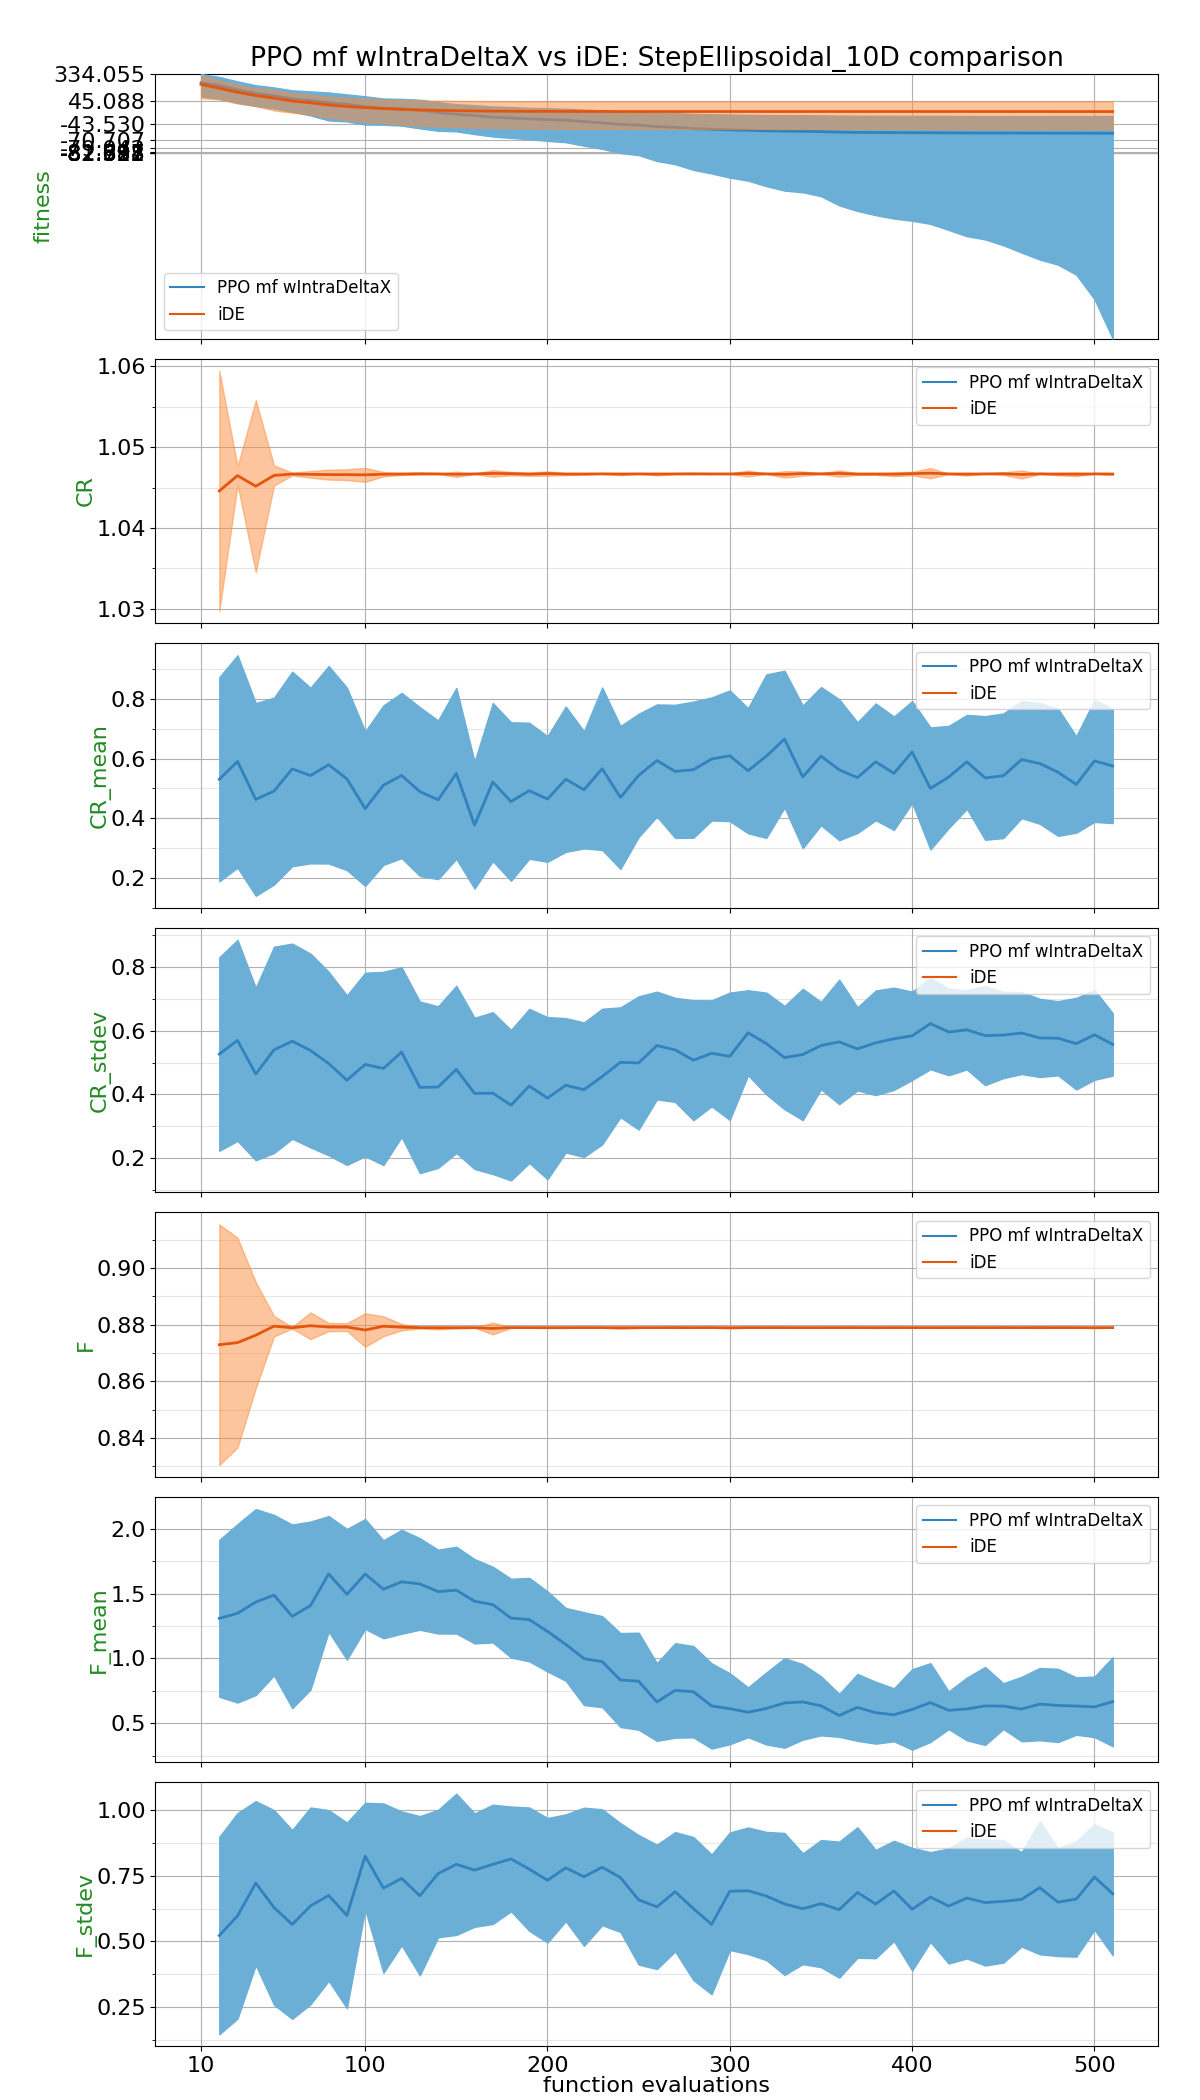 PPO mf wIntraDeltaX vs iDE: StepEllipsoidal_10D comparison
334.055
45.088
-43.530
fitness
PPO mf wIntraDeltaX
iDE
1.06
1.05
1.04
1.03
CR
PPO mf wIntraDeltaX
iDE
0.8
0.6
0.4
0.2
CR_mean
PPO mf wIntraDeltaX
iDE
0.8
0.6
0.4
0.2
CR_stdev
PPO mf wIntraDeltaX
iDE
0.90
0.88
0.86
0.84
F
PPO mf wIntraDeltaX
iDE
2.0
1.5
1.0
0.5
F_mean
PPO mf wIntraDeltaX
iDE
1.00
0.75
0.50
0.25
F_stdev
PPO mf wIntraDeltaX
iDE
10 100 200 300 400 500
function evaluations